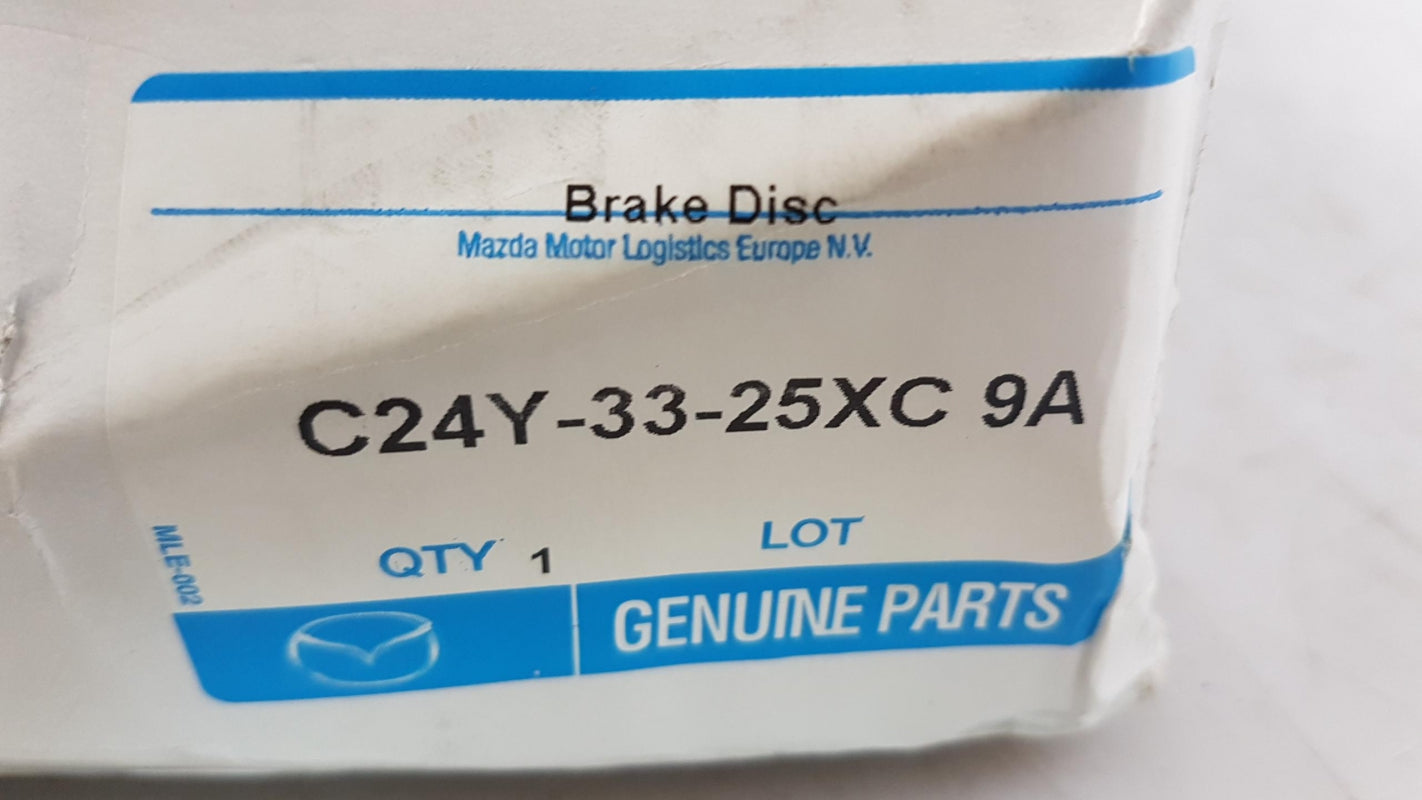 Brake Disc
Mazda Motor Logistics Europe N.V.
C24Y-33-25XC 9A
QTY 1
LOT
MLE-002
GENUINE PARTS